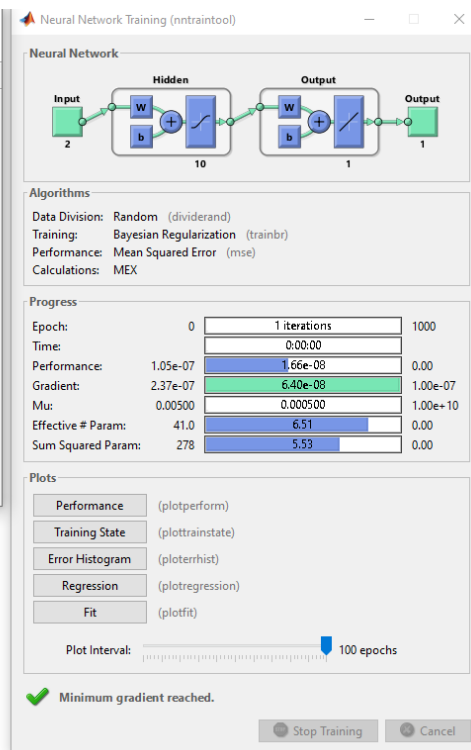 Neural Network Training (nntraintool)
Neural Network
Hidden Output
Input Output
W W
+ +
b b
2 10 1 1
Algorithms
Data Division: Random (dividerand)
Training: Bayesian Regularization (trainbr)
Performance: Mean Squared Error (mse)
Calculations: MEX
Progress
Epoch: 0 1 iterations 1000
Time: 0:00:00
Performance: 1.05e-07 1.66e-08 0.00
Gradient: 2.37e-07 6.40e-08 1.00e-07
Mu: 0.00500 0.000500 1.00e+10
Effective # Param: 41.0 6.51 0.00
Sum Squared Param: 278 5.53 0.00
Plots
Performance (plotperform)
Training State (plottrainstate)
Error Histogram (ploterrhist)
Regression (plotregression)
Fit (plotfit)
Plot Interval: 100 epochs
Minimum gradient reached.
Stop Training Cancel